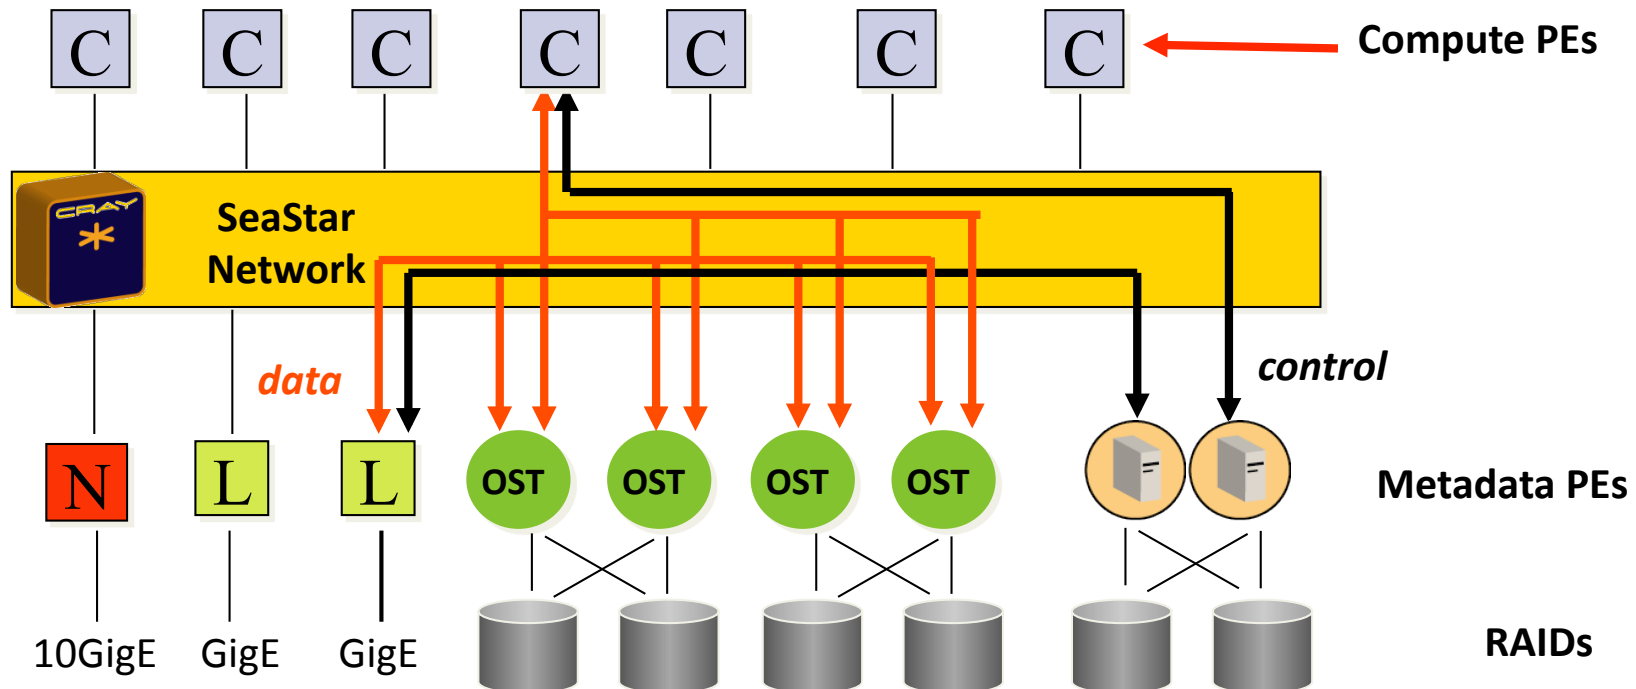 C C C C C C C
Compute PEs
CRAY
SeaStar
Network
data
control
N L L OST OST OST OST
Metadata PEs
10GigE GigE GigE
RAIDs